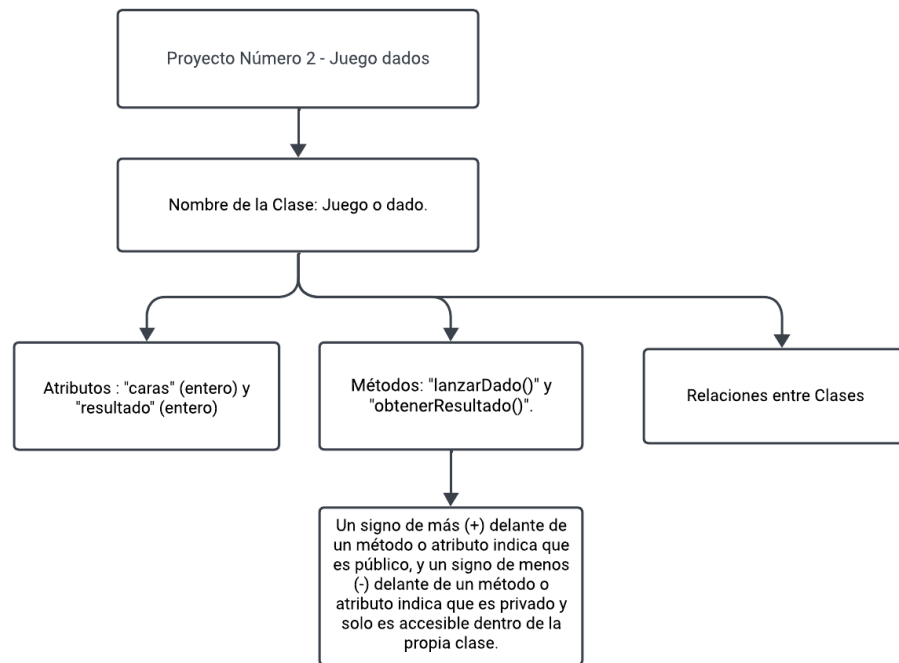 Proyecto Número 2 - Juego dados
Nombre de la Clase: Juego o dado.
Atributos : "caras" (entero) y
"resultado" (entero)
Métodos: "lanzarDado()" y
"obtenerResultado()".
Relaciones entre Clases
Un signo de más (+) delante de
un método o atributo indica que
es público, y un signo de menos
(-) delante de un método o
atributo indica que es privado y
solo es accesible dentro de la
propia clase.